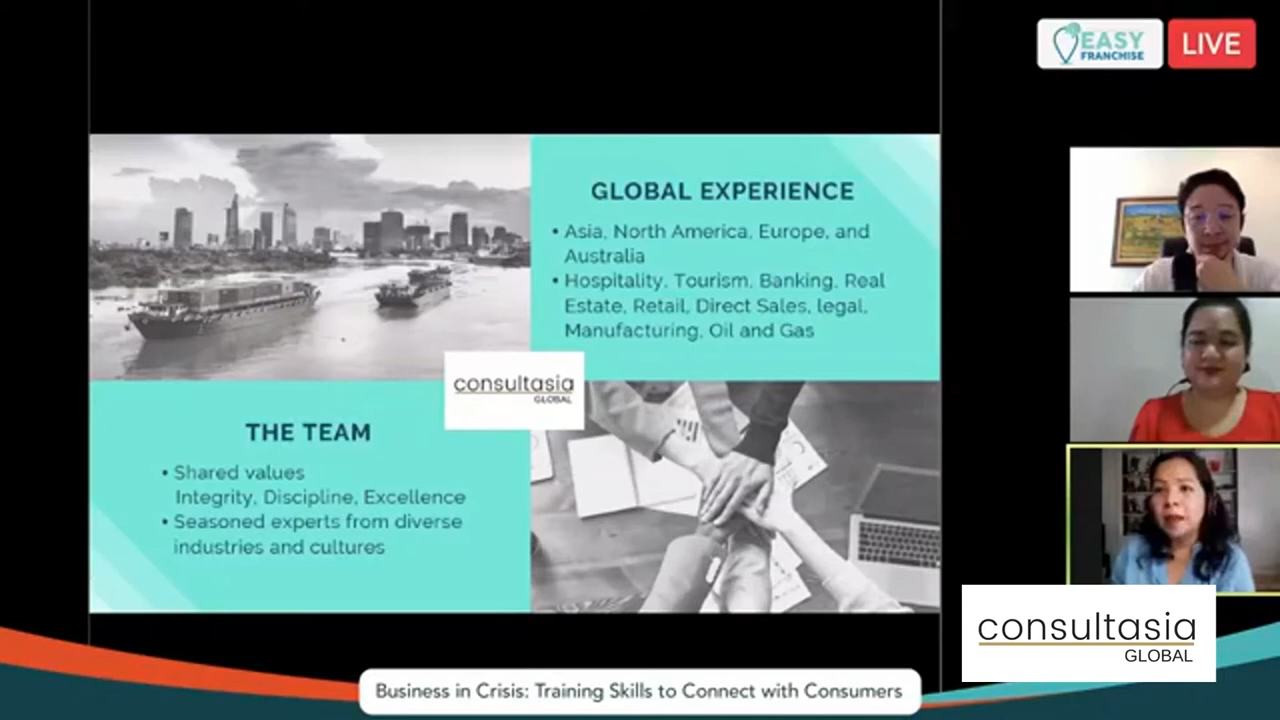 EASY
FRANCHISE
LIVE
GLOBAL EXPERIENCE
• Asia, North America, Europe, and
Australia
• Hospitality, Tourism, Banking, Real
Estate, Retail, Direct Sales, legal,
Manufacturing, Oil and Gas
consultasia
GLOBAL
THE TEAM
• Shared values
Integrity, Discipline, Excellence
• Seasoned experts from diverse
industries and cultures
consultasia
GLOBAL
Business in Crisis: Training Skills to Connect with Consumers